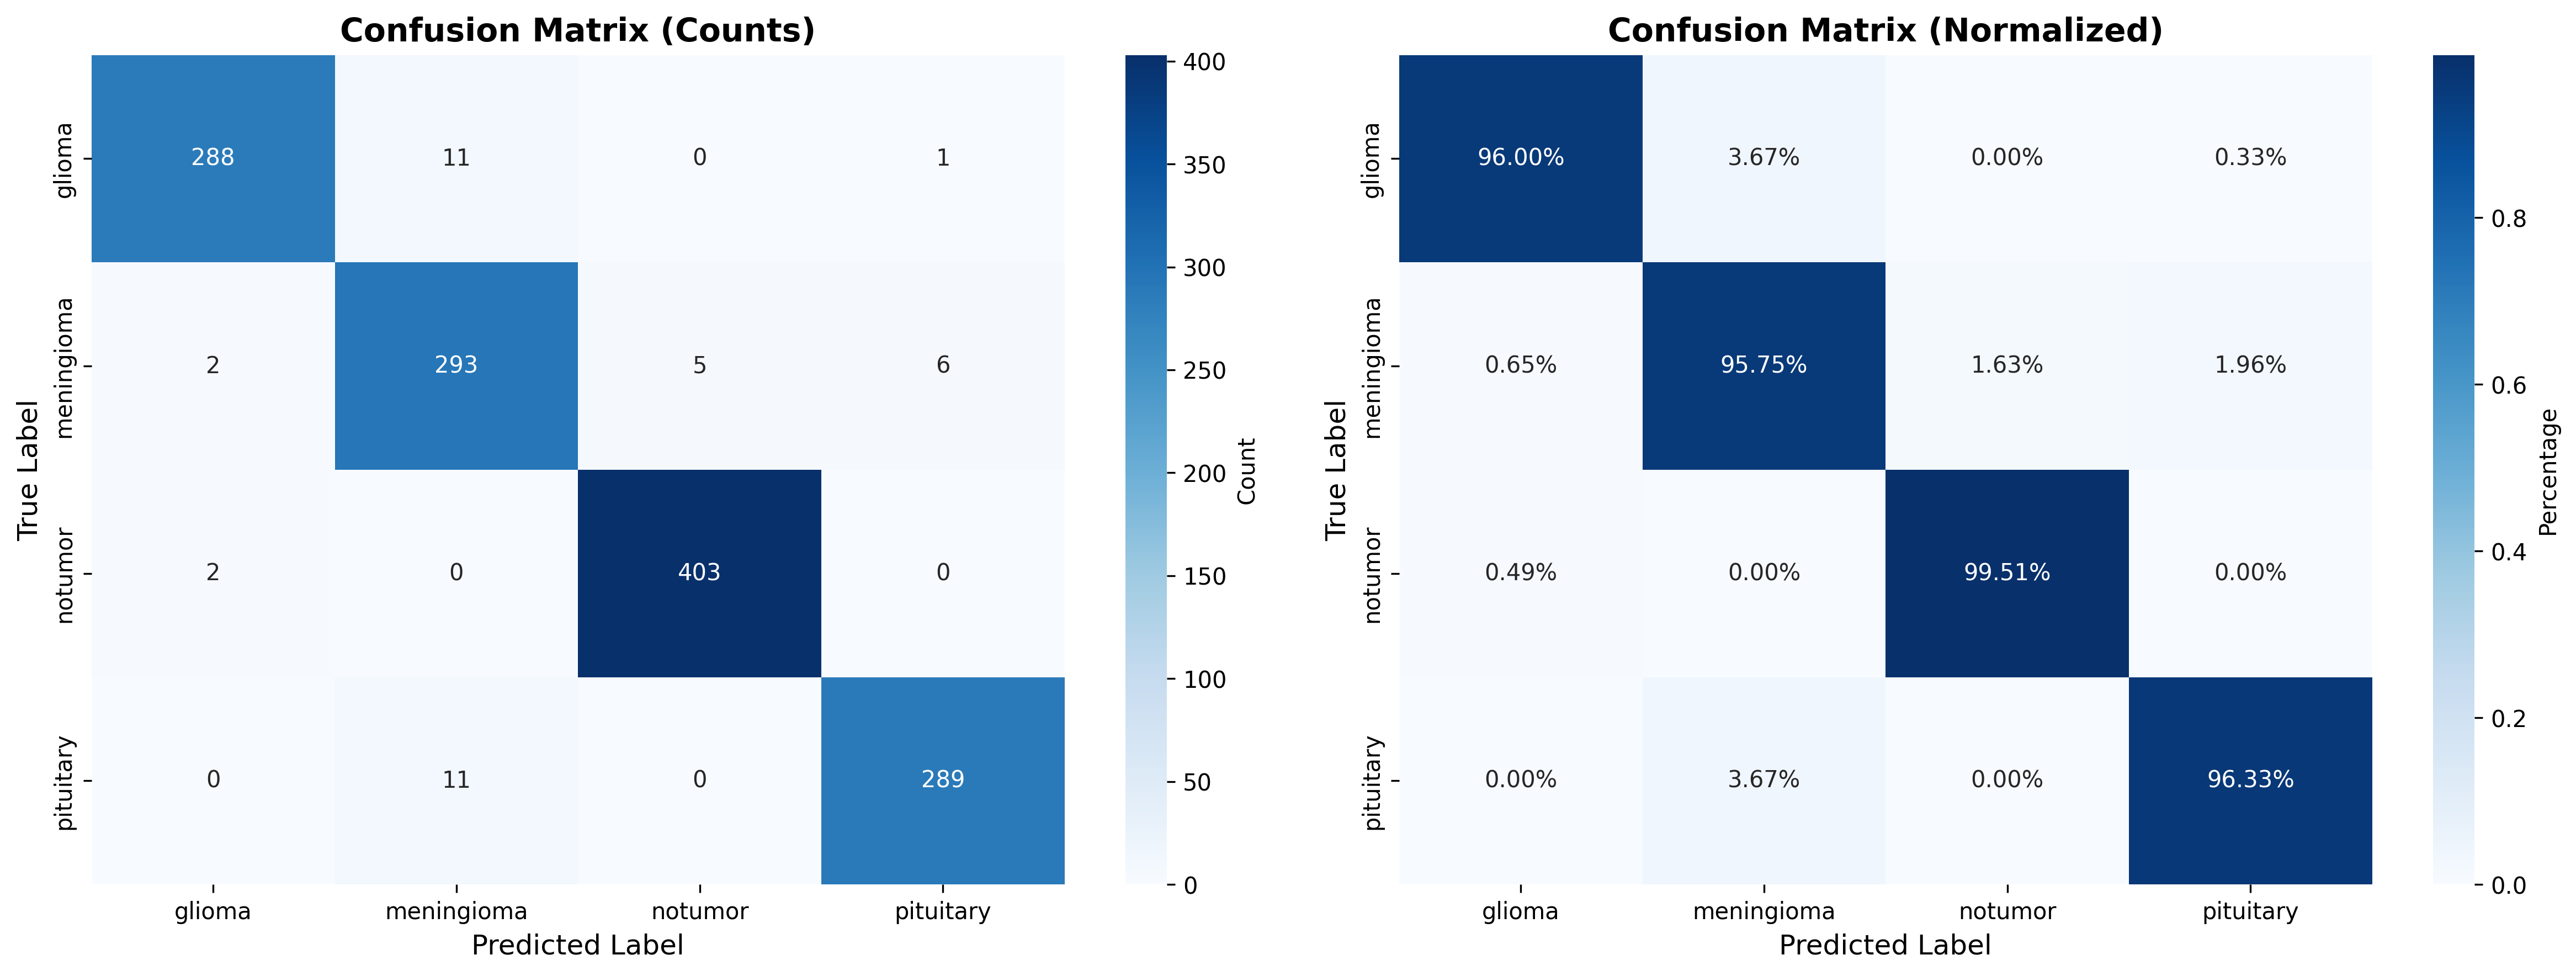 Confusion Matrix (Counts)
True Label
glioma
288 11 0 1
meningioma
2 293 5 6
notumor
2 0 403 0
pituitary
0 11 0 289
glioma meningioma notumor pituitary
Predicted Label
400
350
300
250
200
150
100
50
0
Count
Confusion Matrix (Normalized)
True Label
glioma
96.00% 3.67% 0.00% 0.33%
meningioma
0.65% 95.75% 1.63% 1.96%
notumor
0.49% 0.00% 99.51% 0.00%
pituitary
0.00% 3.67% 0.00% 96.33%
glioma meningioma notumor pituitary
Predicted Label
0.8
0.6
0.4
0.2
0.0
Percentage